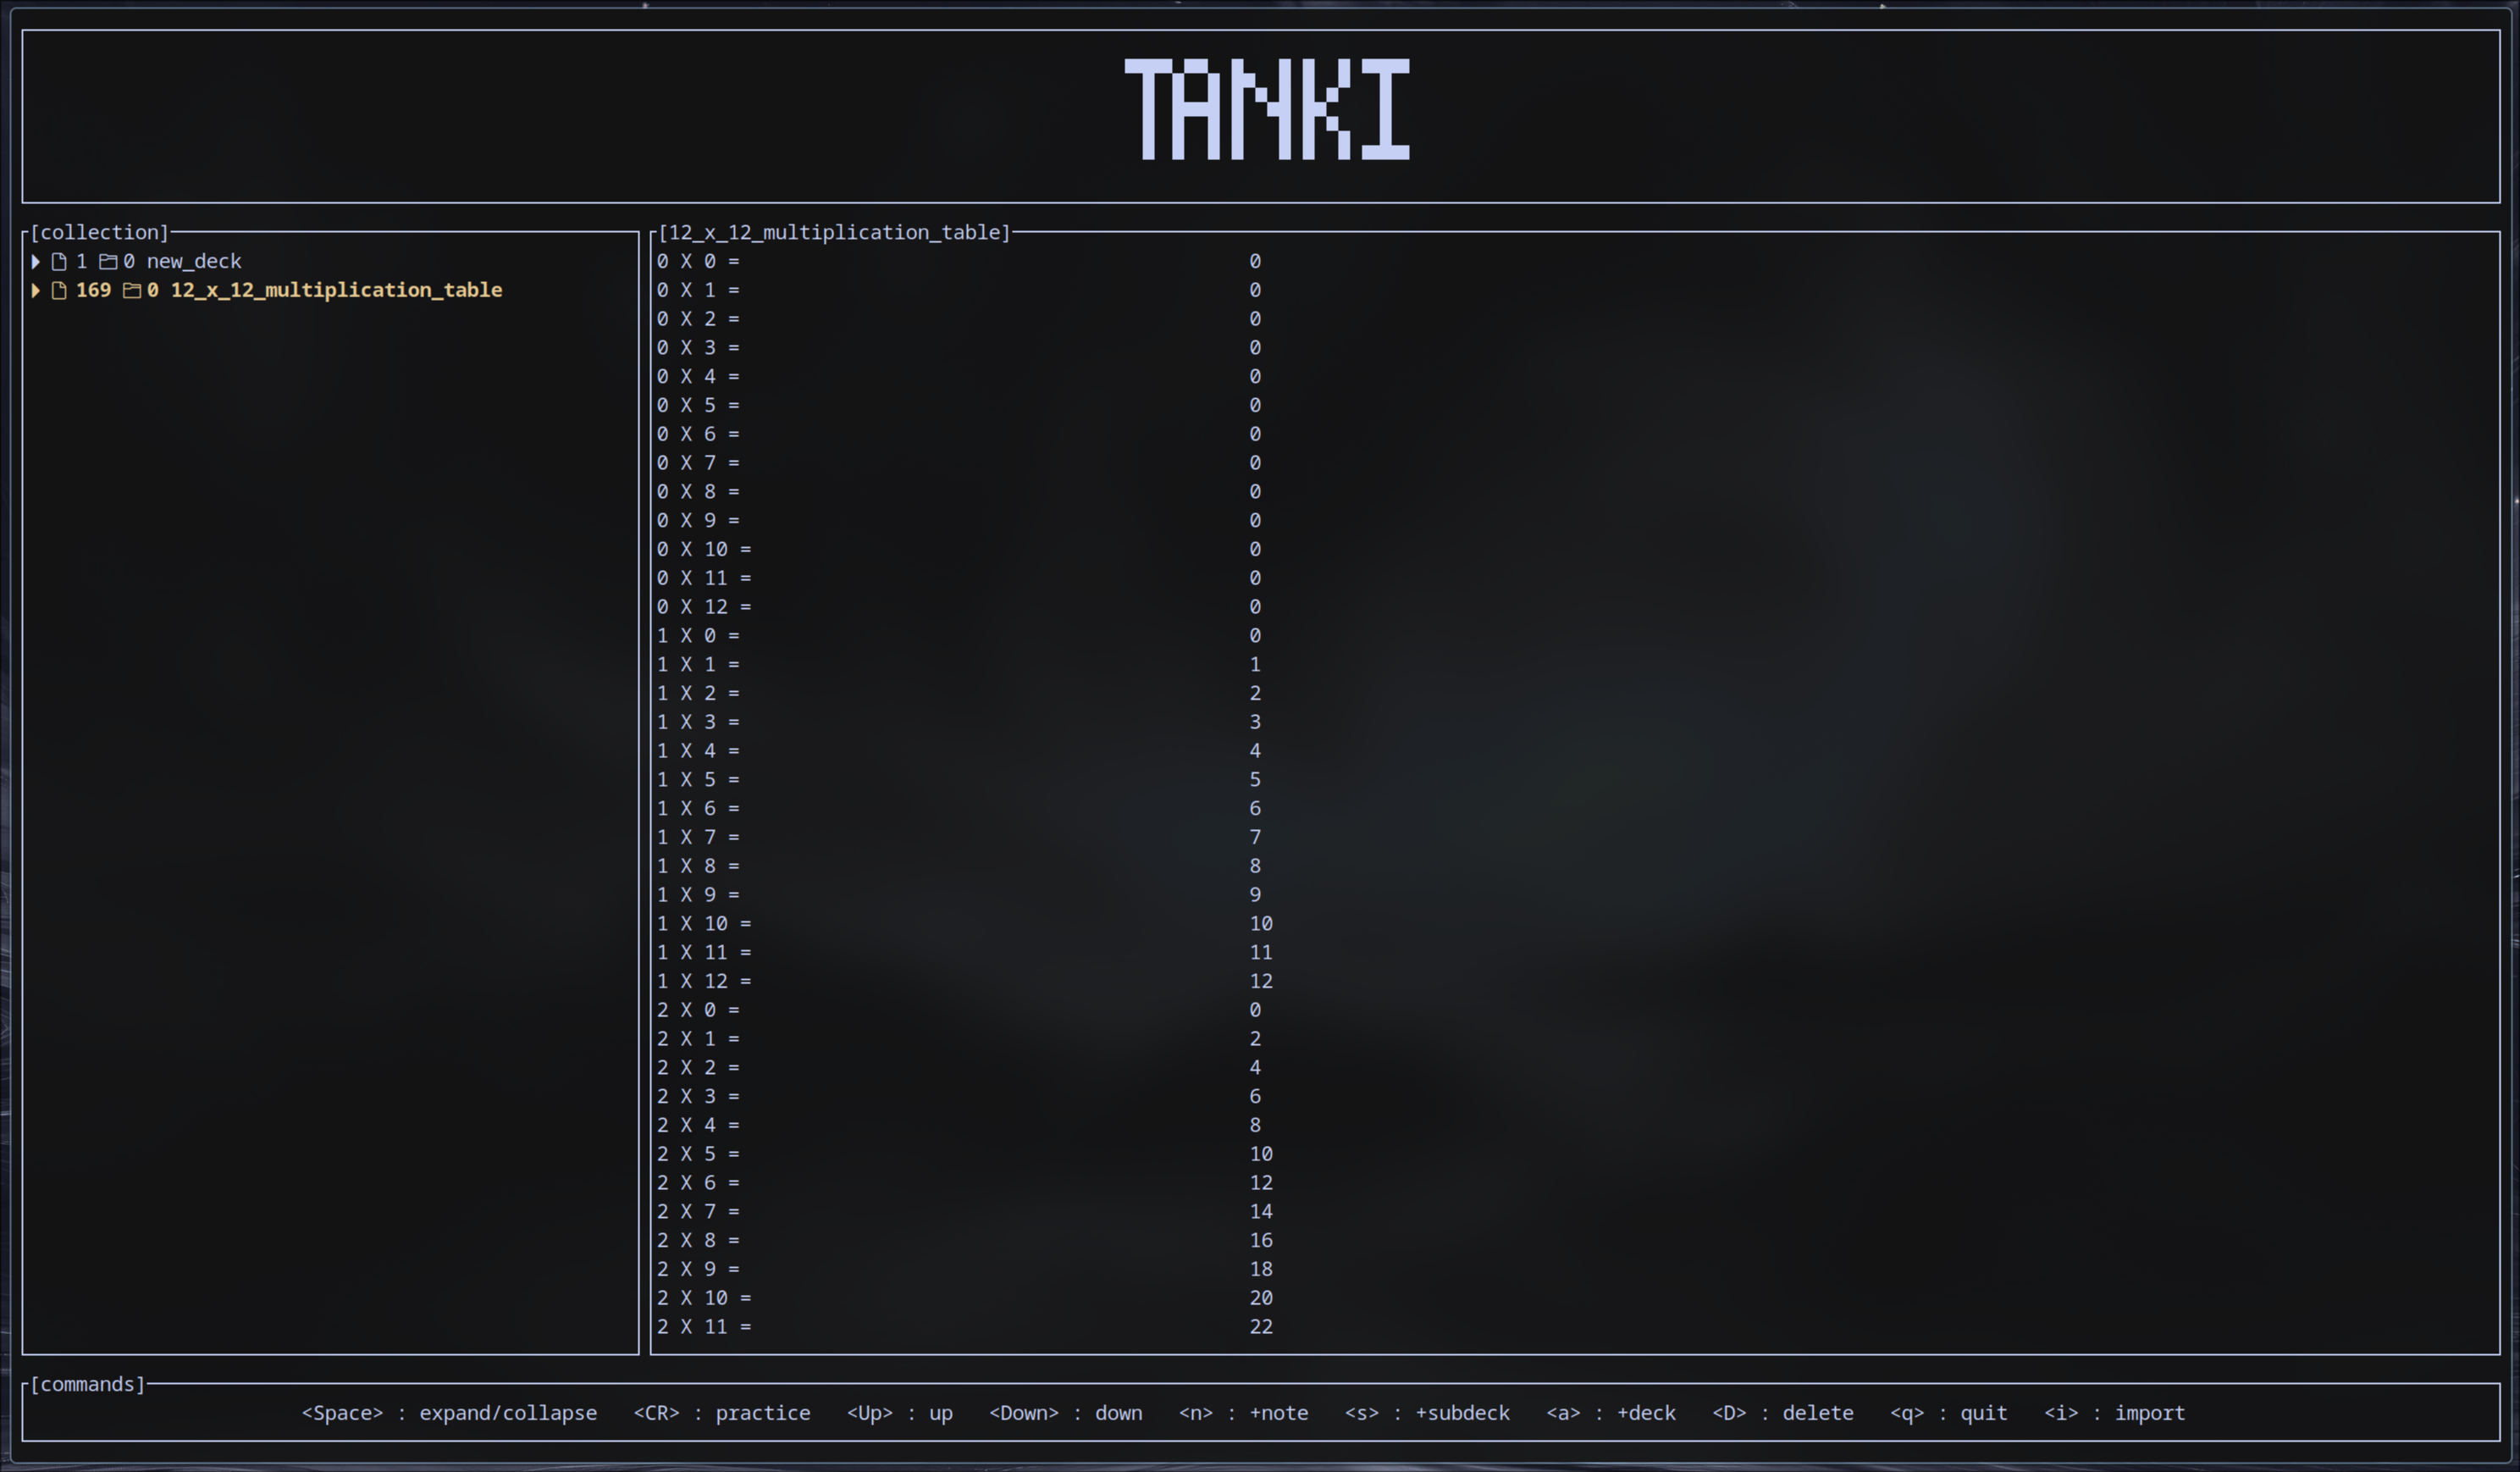 TANKI
[collection]
1 0 new_deck
169 0 12_x_12_multiplication_table
[12_x_12_multiplication_table]
0 X 0 = 0
0 X 1 = 0
0 X 2 = 0
0 X 3 = 0
0 X 4 = 0
0 X 5 = 0
0 X 6 = 0
0 X 7 = 0
0 X 8 = 0
0 X 9 = 0
0 X 10 = 0
0 X 11 = 0
0 X 12 = 0
1 X 0 = 0
1 X 1 = 1
1 X 2 = 2
1 X 3 = 3
1 X 4 = 4
1 X 5 = 5
1 X 6 = 6
1 X 7 = 7
1 X 8 = 8
1 X 9 = 9
1 X 10 = 10
1 X 11 = 11
1 X 12 = 12
2 X 0 = 0
2 X 1 = 2
2 X 2 = 4
2 X 3 = 6
2 X 4 = 8
2 X 5 = 10
2 X 6 = 12
2 X 7 = 14
2 X 8 = 16
2 X 9 = 18
2 X 10 = 20
2 X 11 = 22
[commands]
<Space> : expand/collapse <CR> : practice <Up> : up <Down> : down <n> : +note <s> : +subdeck <a> : +deck <D> : delete <q> : quit <i> : import